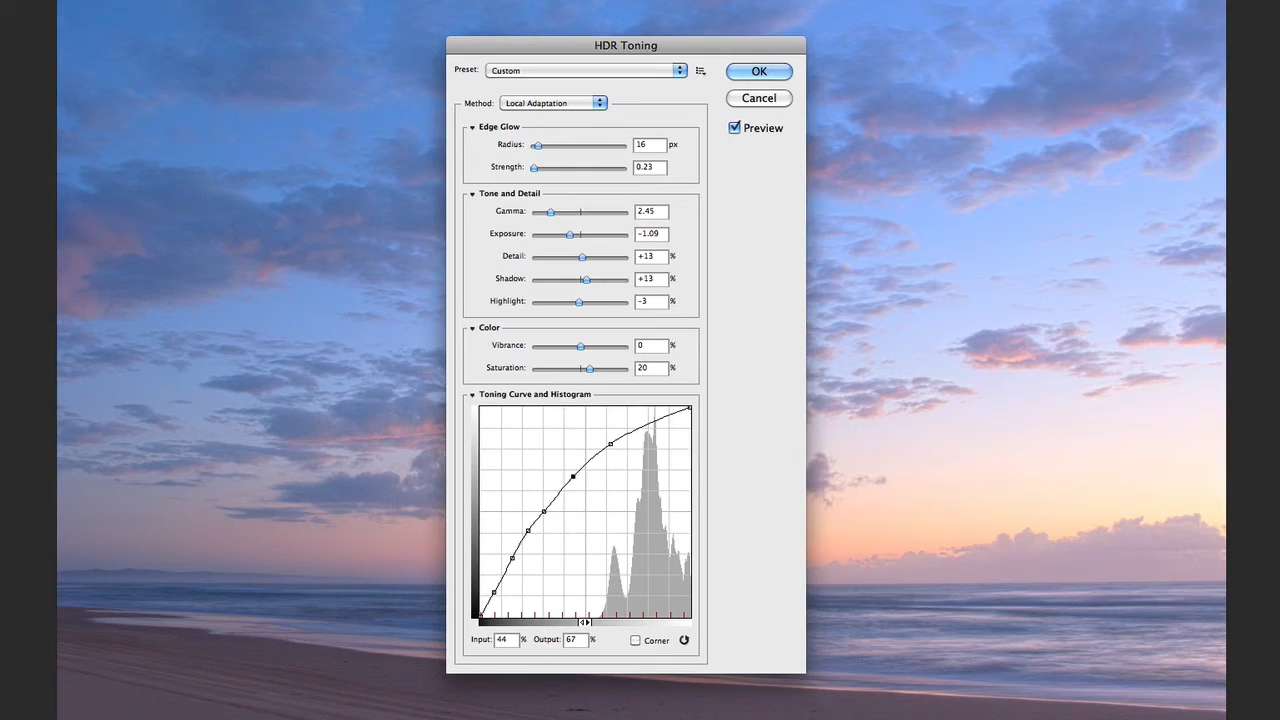 HDR Toning
Preset: Custom
OK
Method: Local Adaptation
Cancel
Preview
Edge Glow
Radius: 16 px
Strength: 0.23
Tone and Detail
Gamma: 2.45
Exposure: -1.09
Detail: +13 %
Shadow: +13 %
Highlight: -3 %
Color
Vibrance: 0 %
Saturation: 20 %
Toning Curve and Histogram
Input: 44 % Output: 67 % Corner